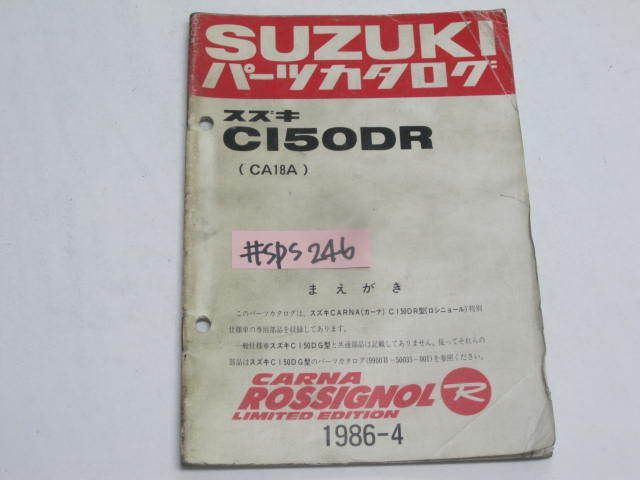 SUZUKI
パーツカタログ
スズキ
CI50DR
(CA18A)
#SPS246
まえがき
このパーツカタログは、スズキCARNA(カーナ) CI50DR型(ロシニョール)特別
仕様車の専用部品を収録してあります。
一般仕様車スズキCI50DG型と共通部品は記載してありません。従ってそれらの
部品はスズキCI50DG型のパーツカタログ(9900B-50035-001)を参照ください。
CARNA
ROSSIGNOL R
LIMITED EDITION
1986-4